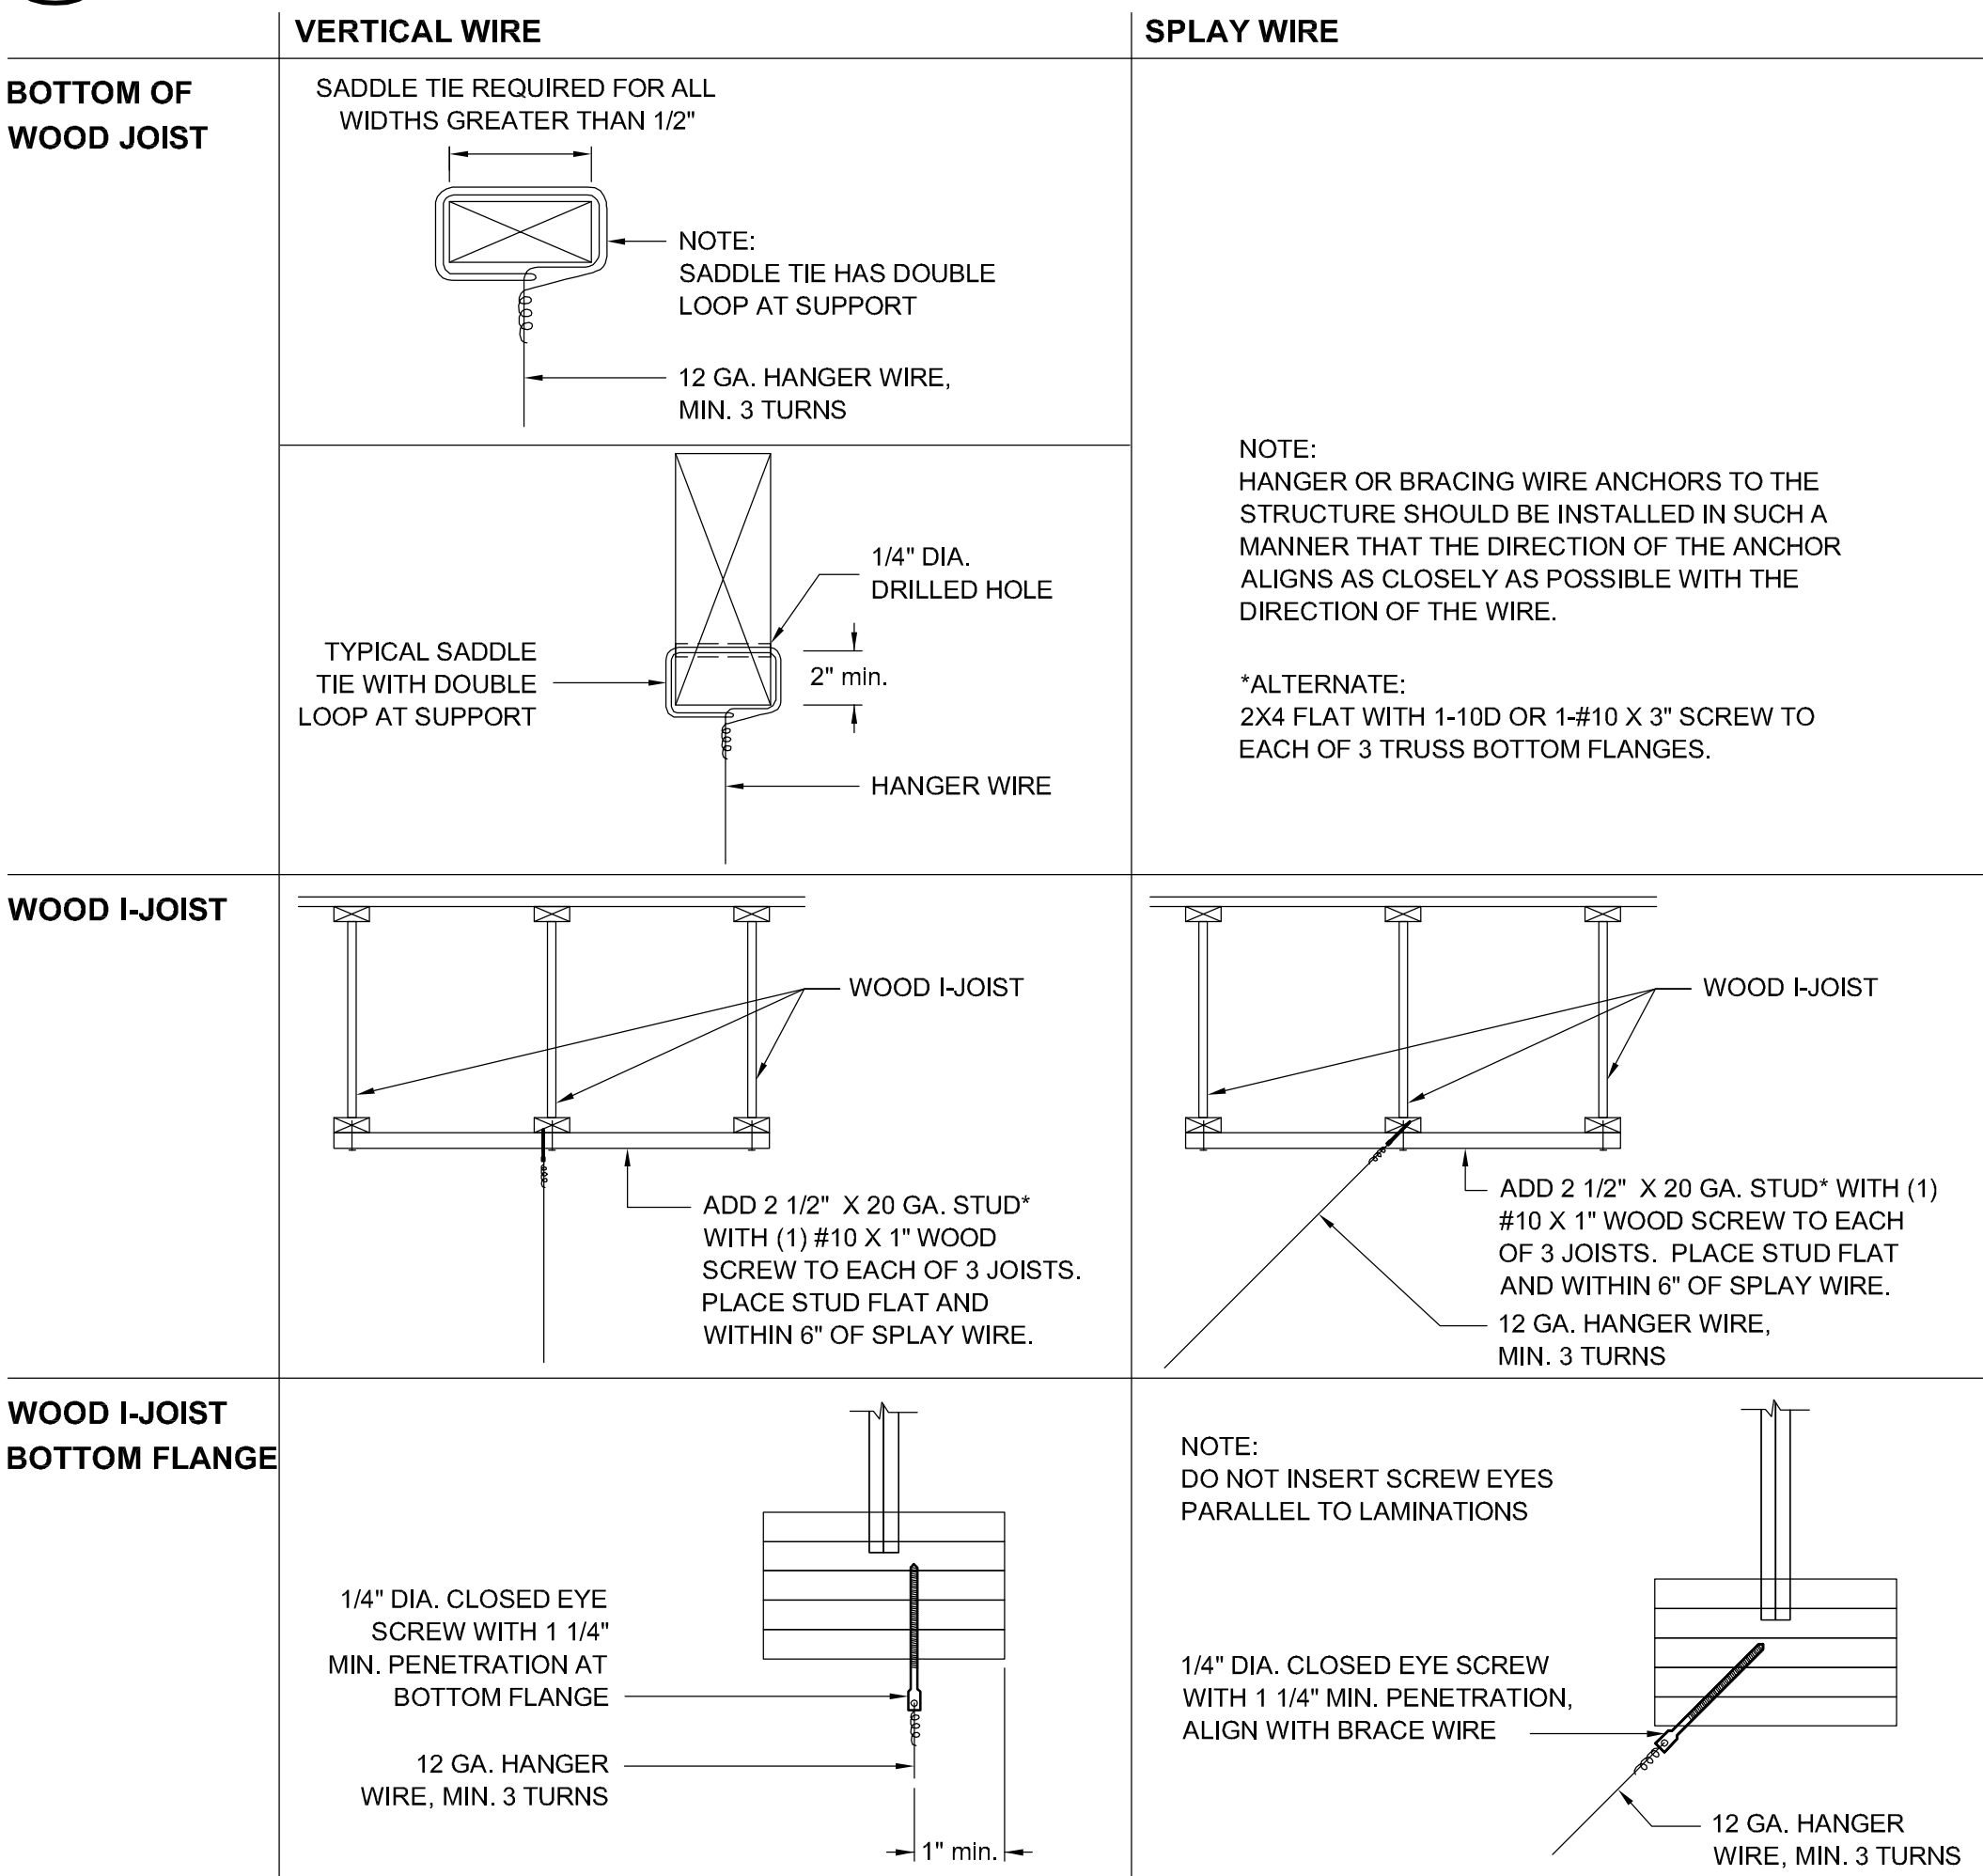 VERTICAL WIRE
SPLAY WIRE
BOTTOM OF
WOOD JOIST
SADDLE TIE REQUIRED FOR ALL
WIDTHS GREATER THAN 1/2"
NOTE:
SADDLE TIE HAS DOUBLE
LOOP AT SUPPORT
12 GA. HANGER WIRE,
MIN. 3 TURNS
1/4" DIA.
DRILLED HOLE
TYPICAL SADDLE
TIE WITH DOUBLE
LOOP AT SUPPORT
2" min.
HANGER WIRE
NOTE:
HANGER OR BRACING WIRE ANCHORS TO THE
STRUCTURE SHOULD BE INSTALLED IN SUCH A
MANNER THAT THE DIRECTION OF THE ANCHOR
ALIGNS AS CLOSELY AS POSSIBLE WITH THE
DIRECTION OF THE WIRE.
*ALTERNATE:
2X4 FLAT WITH 1-10D OR 1-#10 X 3" SCREW TO
EACH OF 3 TRUSS BOTTOM FLANGES.
WOOD I-JOIST
WOOD I-JOIST
ADD 2 1/2" X 20 GA. STUD*
WITH (1) #10 X 1" WOOD
SCREW TO EACH OF 3 JOISTS.
PLACE STUD FLAT AND
WITHIN 6" OF SPLAY WIRE.
WOOD I-JOIST
ADD 2 1/2" X 20 GA. STUD* WITH (1)
#10 X 1" WOOD SCREW TO EACH
OF 3 JOISTS. PLACE STUD FLAT
AND WITHIN 6" OF SPLAY WIRE.
12 GA. HANGER WIRE,
MIN. 3 TURNS
WOOD I-JOIST
BOTTOM FLANGE
1/4" DIA. CLOSED EYE
SCREW WITH 1 1/4"
MIN. PENETRATION AT
BOTTOM FLANGE
12 GA. HANGER
WIRE, MIN. 3 TURNS
1" min.
NOTE:
DO NOT INSERT SCREW EYES
PARALLEL TO LAMINATIONS
1/4" DIA. CLOSED EYE SCREW
WITH 1 1/4" MIN. PENETRATION,
ALIGN WITH BRACE WIRE
12 GA. HANGER
WIRE, MIN. 3 TURNS